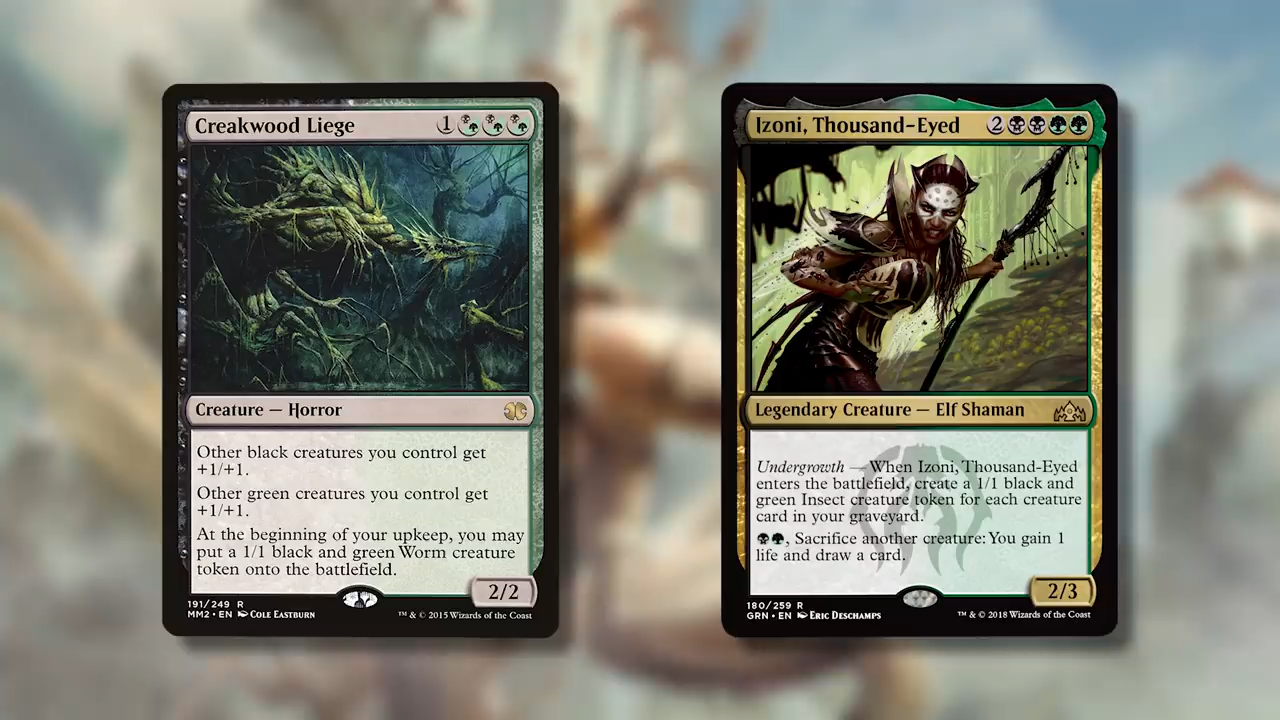 Creakwood Liege 1
Creature — Horror
Other black creatures you control get
+1/+1.
Other green creatures you control get
+1/+1.
At the beginning of your upkeep, you may
put a 1/1 black and green Worm creature
token onto the battlefield.
2/2
191/249 R
MM2 • EN Cole Eastburn
™ & © 2015 Wizards of the Coast
Izoni, Thousand-Eyed 2
Legendary Creature — Elf Shaman
Undergrowth — When Izoni, Thousand-Eyed
enters the battlefield, create a 1/1 black and
green Insect creature token for each creature
card in your graveyard.
, Sacrifice another creature: You gain 1
life and draw a card.
2/3
180/259 R
GRN • EN Eric Deschamps
™ & © 2018 Wizards of the Coast